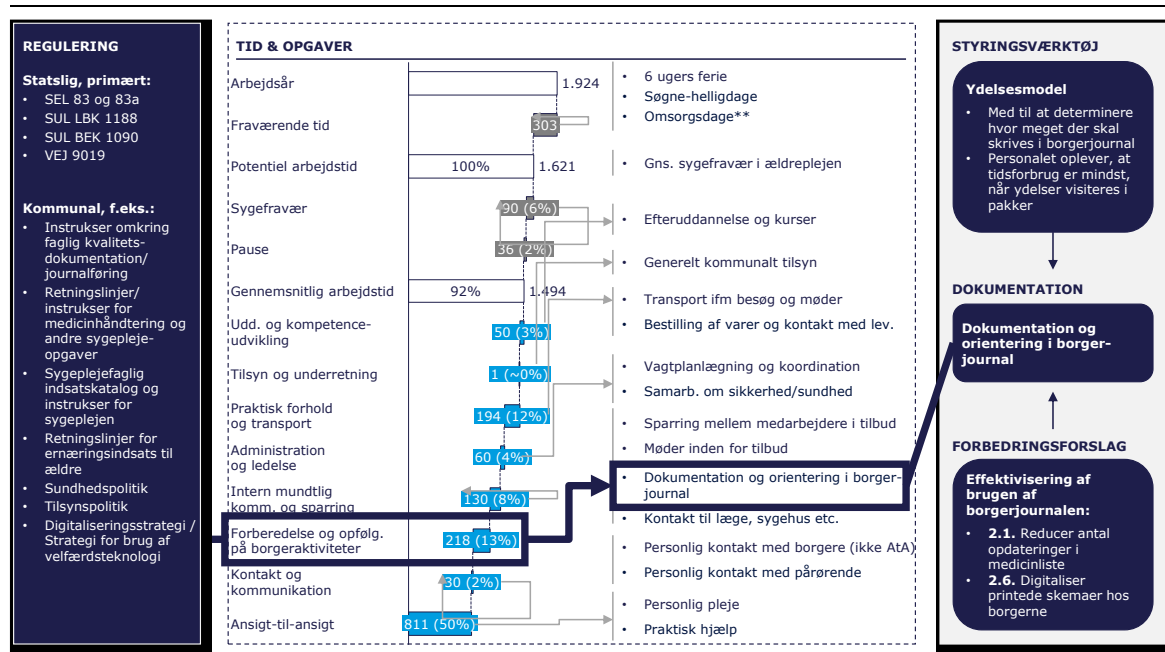 REGULERING
Statslig, primært:
• SEL 83 og 83a
• SUL LBK 1188
• SUL BEK 1090
• VEJ 9019
Kommunal, f.eks.:
• Instrukser omkring
faglig kvalitets-
dokumentation/
journalføring
• Retningslinjer/
instrukser for
medicinhåndtering og
andre sygepleje-
opgaver
• Sygeplejefaglig
indsatskatalog og
instrukser for
sygeplejen
• Retningslinjer for
ernæringsindsats til
ældre
• Sundhedspolitik
• Tilsynspolitik
• Digitaliseringsstrategi /
Strategi for brug af
velfærdsteknologi
TID & OPGAVER
Arbejdsår
1.924
Fraværende tid
303
Potentiel arbejdstid
100%
1.621
Sygefravær
90 (6%)
Pause
36 (2%)
Gennemsnitlig arbejdstid
92%
1.494
Udd. og kompetence-
udvikling
50 (3%)
Tilsyn og underretning
1 (~0%)
Praktisk forhold
og transport
194 (12%)
Administration
og ledelse
60 (4%)
Intern mundtlig
komm. og sparring
130 (8%)
Forberedelse og opfølg.
på borgeraktiviteter
218 (13%)
Kontakt og
kommunikation
30 (2%)
Ansigt-til-ansigt
811 (50%)
• 6 ugers ferie
• Søgne-helligdage
• Omsorgsdage**
• Gns. sygefravær i ældreplejen
• Efteruddannelse og kurser
• Generelt kommunalt tilsyn
• Transport ifm besøg og møder
• Bestilling af varer og kontakt med lev.
• Vagtplanlægning og koordination
• Samarb. om sikkerhed/sundhed
• Sparring mellem medarbejdere i tilbud
• Møder inden for tilbud
• Dokumentation og orientering i borger-
journal
• Kontakt til læge, sygehus etc.
• Personlig kontakt med borgere (ikke AtA)
• Personlig kontakt med pårørende
• Personlig pleje
• Praktisk hjælp
STYRINGSVÆRKTØJ
Ydelsesmodel
• Med til at determinere
hvor meget der skal
skrives i borgerjournal
• Personalet oplever, at
tidsforbrug er mindst,
når ydelser visiteres i
pakker
DOKUMENTATION
Dokumentation og
orientering i borger-
journal
FORBEDRINGSFORSLAG
Effektivisering af
brugen af
borgerjournalen:
• 2.1. Reducer antal
opdateringer i
medicinliste
• 2.6. Digitaliser
printede skemaer hos
borgerne